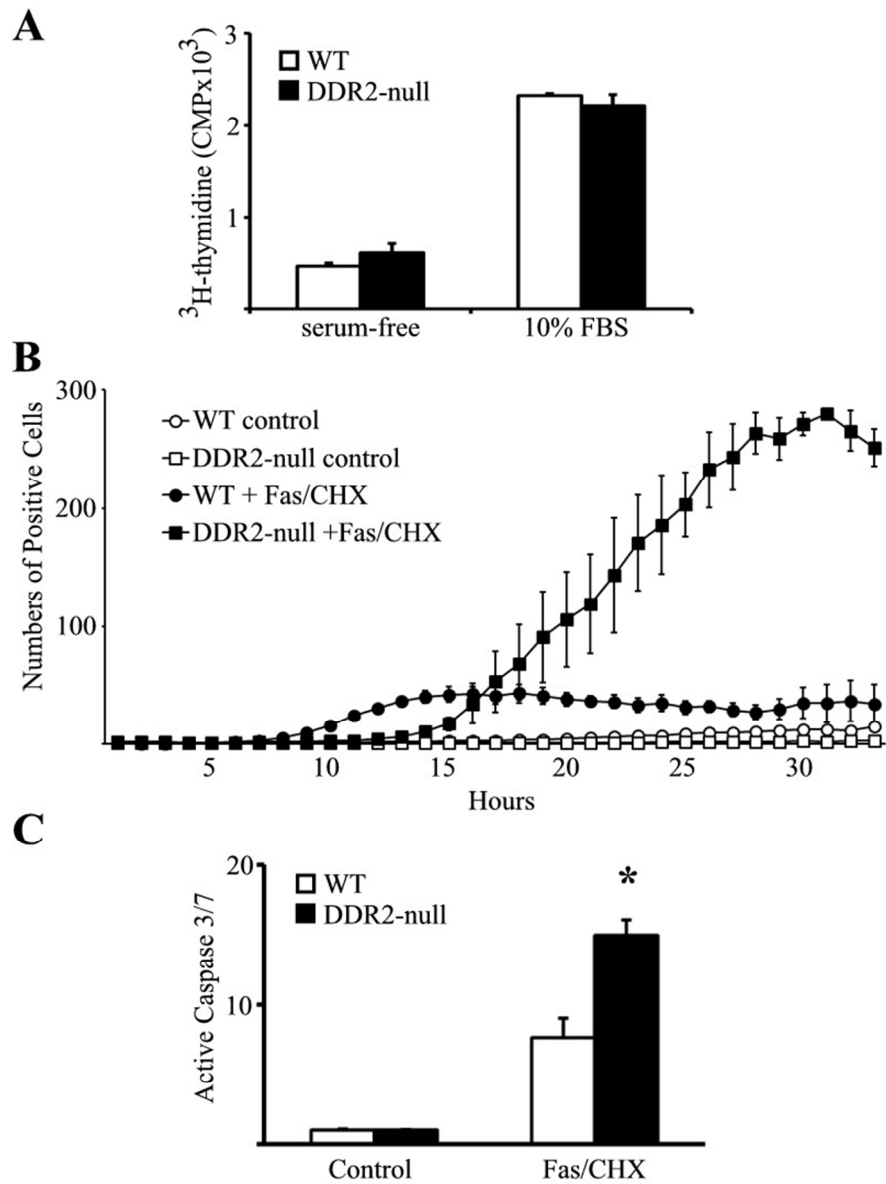 A
³H-thymidine (CMPx10³)
3
2
1
WT
DDR2-null
serum-free
10% FBS
B
Numbers of Positive Cells
300
200
100
WT control
DDR2-null control
WT + Fas/CHX
DDR2-null +Fas/CHX
5 10 15 20 25 30
Hours
C
Active Caspase 3/7
20
10
WT
DDR2-null
*
Control
Fas/CHX